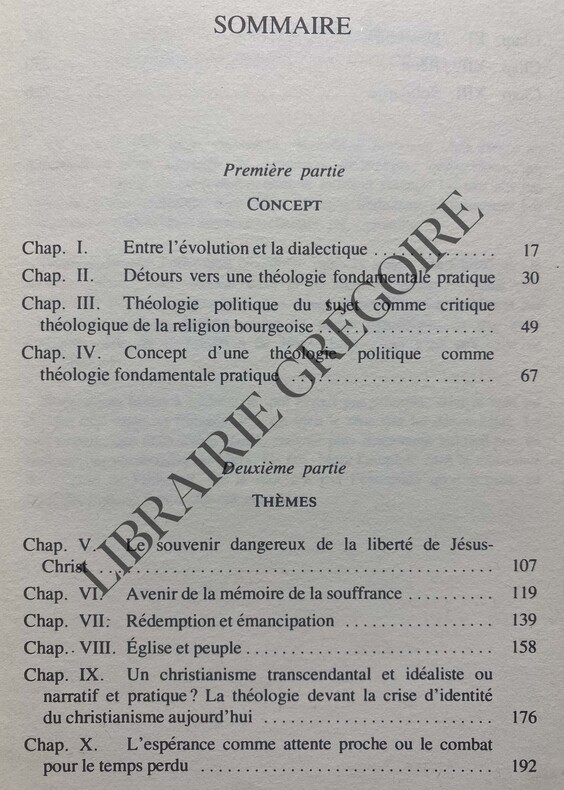 SOMMAIRE
Première partie
CONCEPT
Chap. I. Entre l'évolution et la dialectique .............. 17
Chap. II. Détours vers une théologie fondamentale pratique 30
Chap. III. Théologie politique du sujet comme critique
théologique de la religion bourgeoise .................... 49
Chap. IV. Concept d'une théologie politique comme
théologie fondamentale pratique ....................... 67
Deuxième partie
THÈMES
Chap. V. Le souvenir dangereux de la liberté de Jésus-
Christ ............................................. 107
Chap. VI. Avenir de la mémoire de la souffrance .......... 119
Chap. VII. Rédemption et émancipation .................. 139
Chap. VIII. Église et peuple ............................ 158
Chap. IX. Un christianisme transcendantal et idéaliste ou
narratif et pratique ? La théologie devant la crise d'identité
du christianisme aujourd'hui .......................... 176
Chap. X. L'espérance comme attente proche ou le combat
pour le temps perdu ................................. 192
LIBRAIRIE GRÉGOIRE